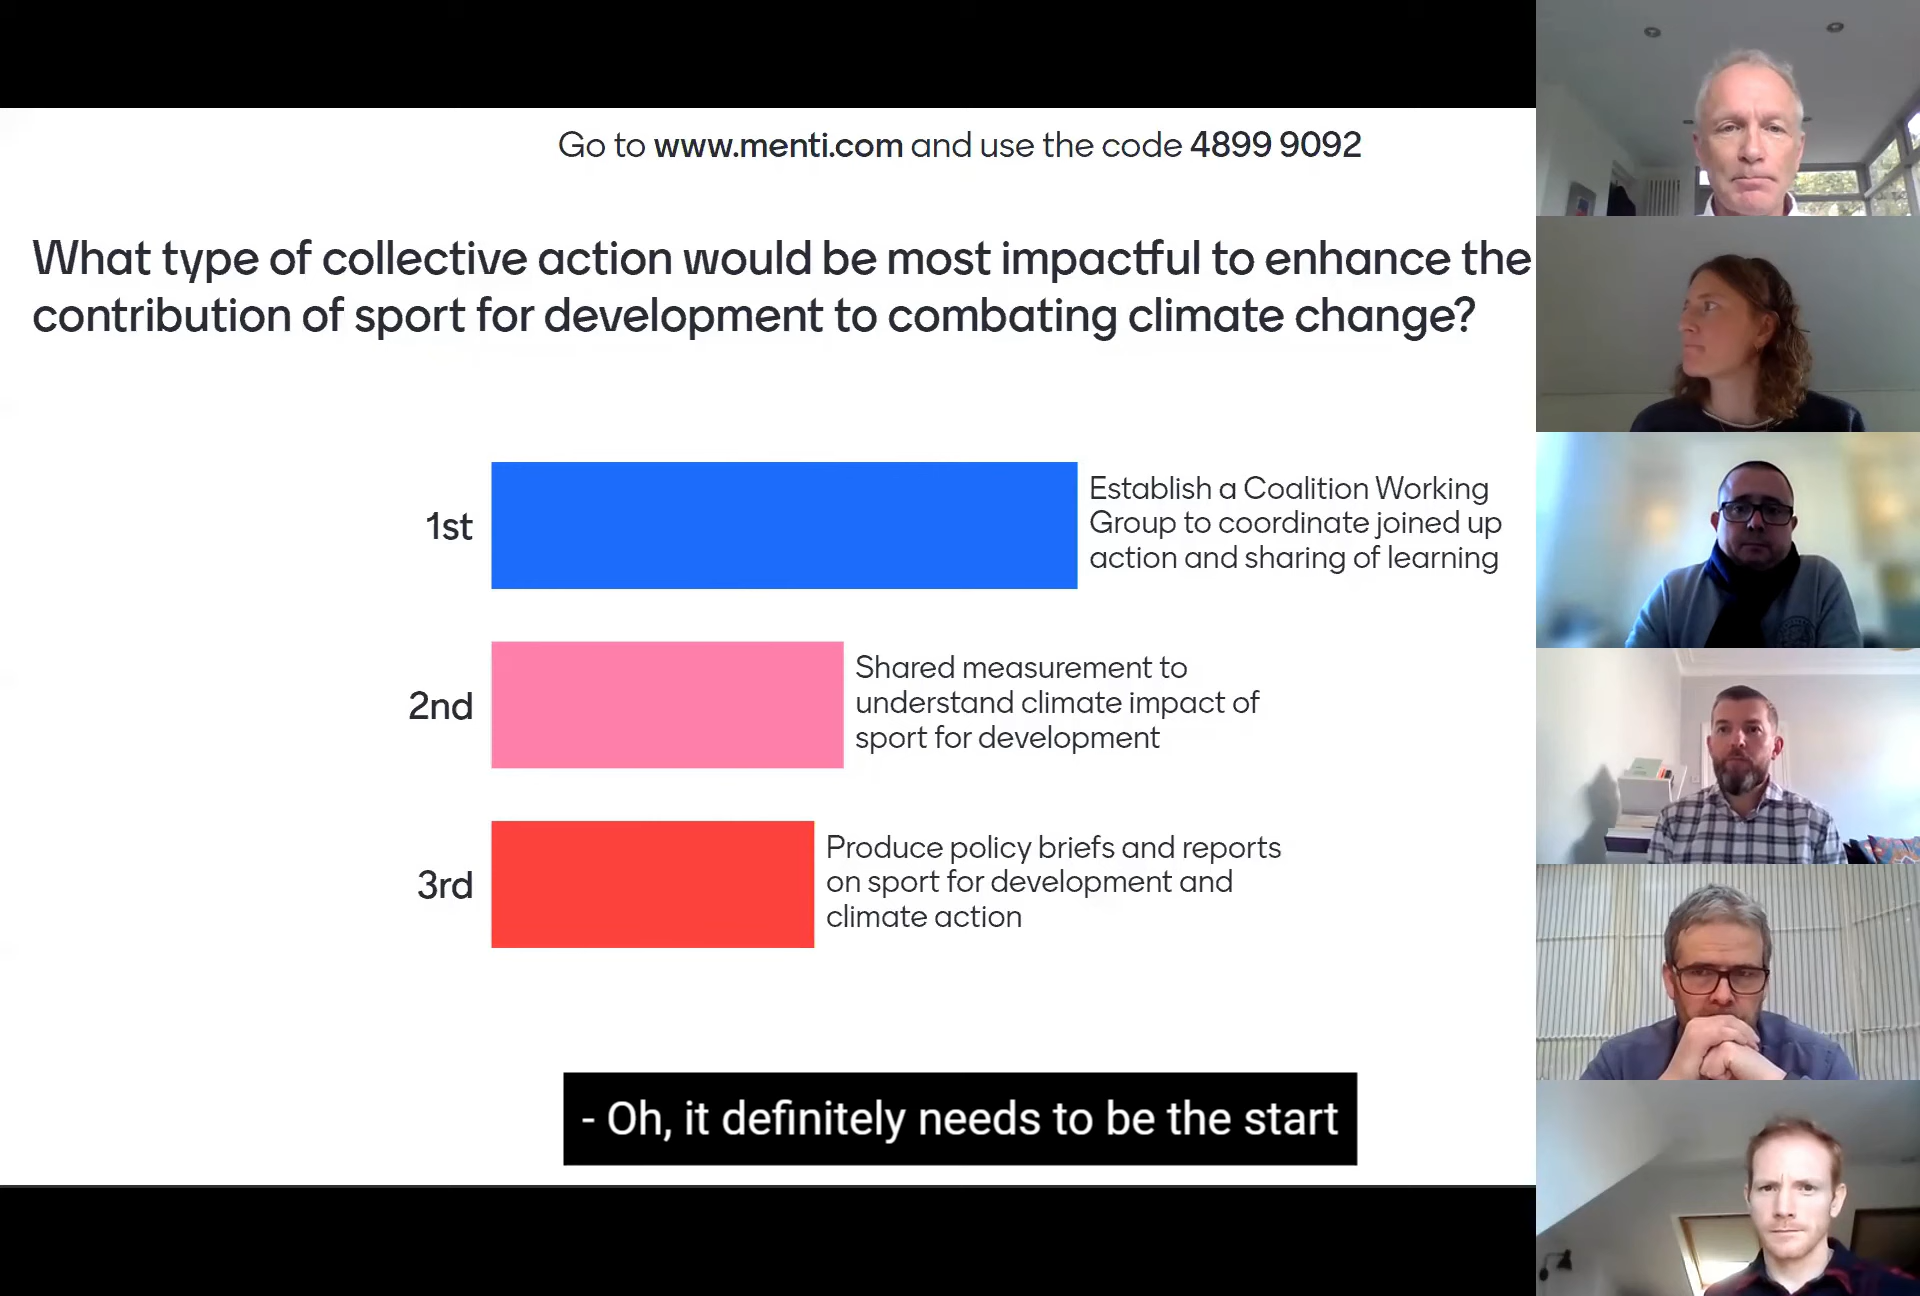 Go to www.menti.com and use the code 4899 9092
What type of collective action would be most impactful to enhance the
contribution of sport for development to combating climate change?
1st
Establish a Coalition Working
Group to coordinate joined up
action and sharing of learning
2nd
Shared measurement to
understand climate impact of
sport for development
3rd
Produce policy briefs and reports
on sport for development and
climate action
- Oh, it definitely needs to be the start